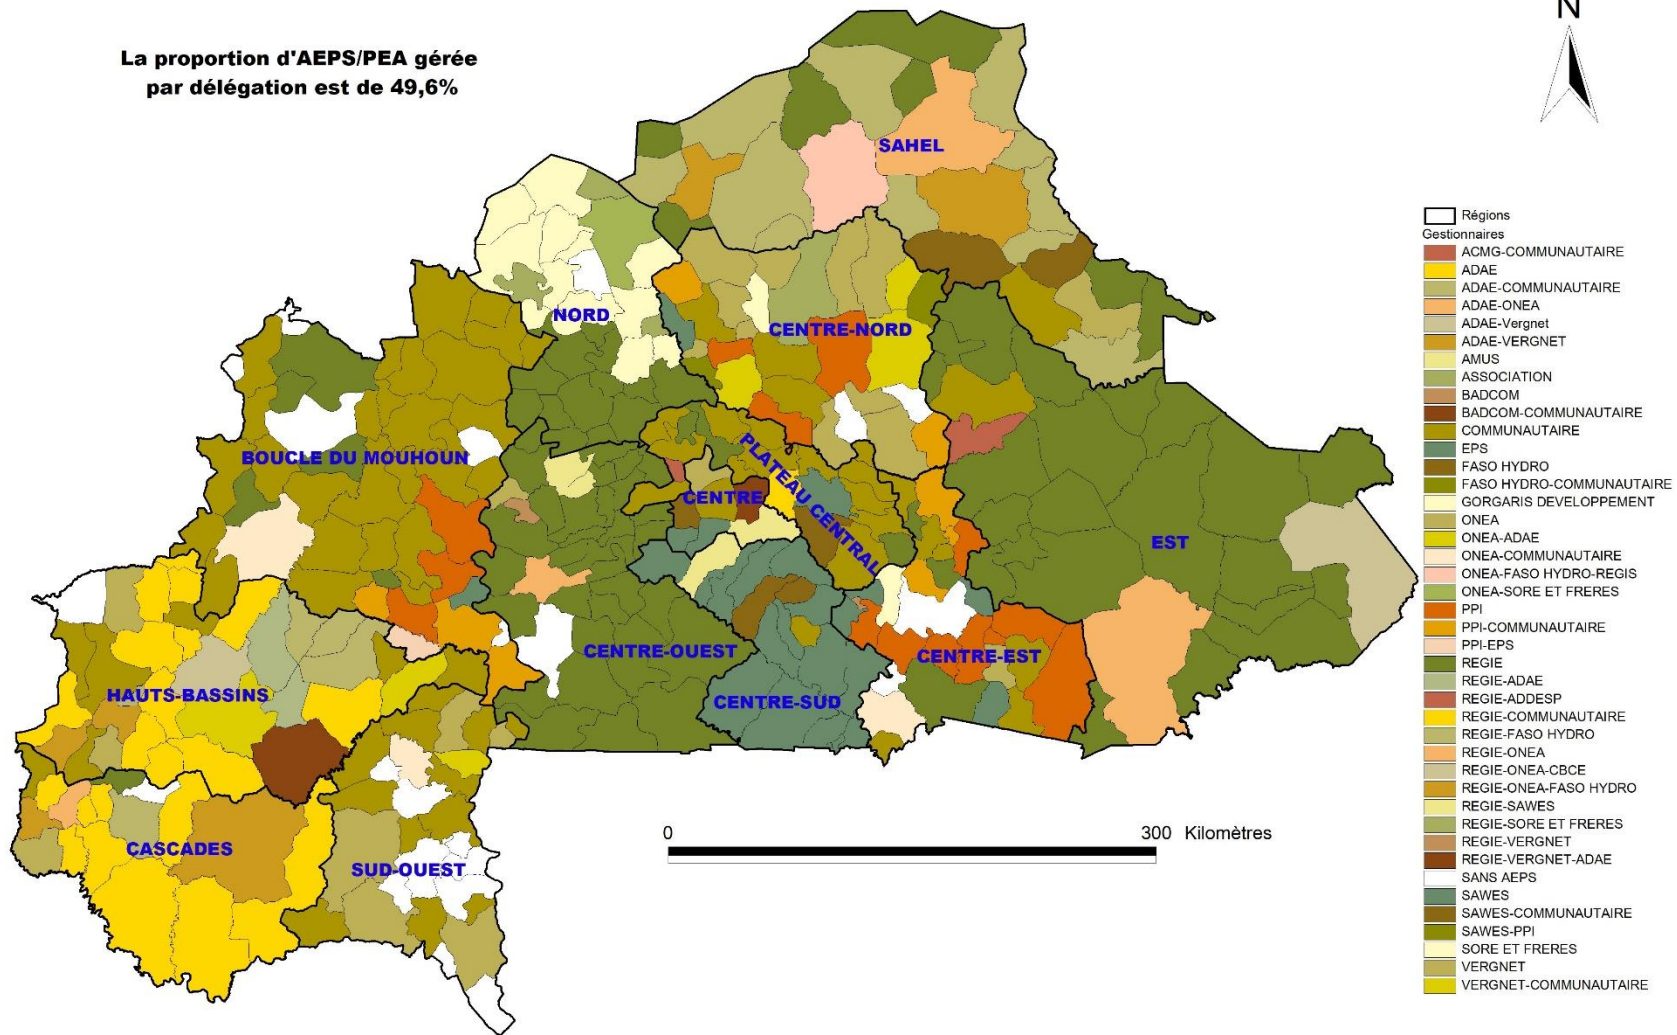 La proportion d'AEPS/PEA gérée
par délégation est de 49,6%
N
SAHEL
NORD
CENTRE-NORD
BOUCLE DU MOUHOUN
PLATEAU CENTRAL
CENTRE
EST
CENTRE-OUEST
CENTRE-EST
HAUTS-BASSINS
CENTRE-SUD
CASCADES
SUD-OUEST
0 300 Kilomètres
Régions
Gestionnaires
ACMG-COMMUNAUTAIRE
ADAE
ADAE-COMMUNAUTAIRE
ADAE-ONEA
ADAE-Vergnet
ADAE-VERGNET
AMUS
ASSOCIATION
BADCOM
BADCOM-COMMUNAUTAIRE
COMMUNAUTAIRE
EPS
FASO HYDRO
FASO HYDRO-COMMUNAUTAIRE
GORGARIS DEVELOPPEMENT
ONEA
ONEA-ADAE
ONEA-COMMUNAUTAIRE
ONEA-FASO HYDRO-REGIS
ONEA-SORE ET FRERES
PPI
PPI-COMMUNAUTAIRE
PPI-EPS
REGIE
REGIE-ADAE
REGIE-ADDESP
REGIE-COMMUNAUTAIRE
REGIE-FASO HYDRO
REGIE-ONEA
REGIE-ONEA-CBCE
REGIE-ONEA-FASO HYDRO
REGIE-SAWES
REGIE-SORE ET FRERES
REGIE-VERGNET
REGIE-VERGNET-ADAE
SANS AEPS
SAWES
SAWES-COMMUNAUTAIRE
SAWES-PPI
SORE ET FRERES
VERGNET
VERGNET-COMMUNAUTAIRE